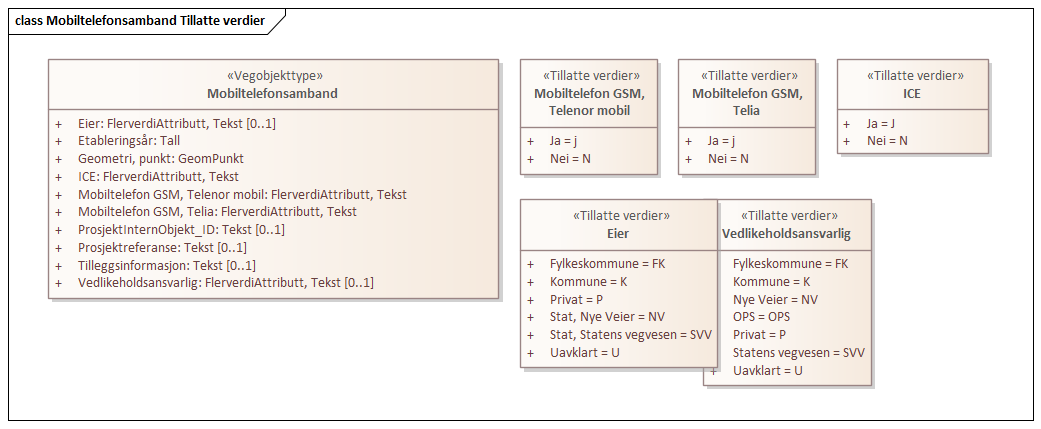 class Mobiltelefonsamband Tillatte verdier
«Vegobjekttype»
Mobiltelefonsamband
+ Eier: FlerverdiAttributt, Tekst [0..1]
+ Etableringsår: Tall
+ Geometri, punkt: GeomPunkt
+ ICE: FlerverdiAttributt, Tekst
+ Mobiltelefon GSM, Telenor mobil: FlerverdiAttributt, Tekst
+ Mobiltelefon GSM, Telia: FlerverdiAttributt, Tekst
+ ProsjektInternObjekt_ID: Tekst [0..1]
+ Prosjektreferanse: Tekst [0..1]
+ Tilleggsinformasjon: Tekst [0..1]
+ Vedlikeholdsansvarlig: FlerverdiAttributt, Tekst [0..1]
«Tillatte verdier»
Mobiltelefon GSM,
Telenor mobil
+ Ja = j
+ Nei = N
«Tillatte verdier»
Mobiltelefon GSM,
Telia
+ Ja = j
+ Nei = N
«Tillatte verdier»
ICE
+ Ja = J
+ Nei = N
«Tillatte verdier»
Eier
+ Fylkeskommune = FK
+ Kommune = K
+ Privat = P
+ Stat, Nye Veier = NV
+ Stat, Statens vegvesen = SVV
+ Uavklart = U
«Tillatte verdier»
Vedlikeholdsansvarlig
Fylkeskommune = FK
Kommune = K
Nye Veier = NV
OPS = OPS
Privat = P
Statens vegvesen = SVV
+ Uavklart = U